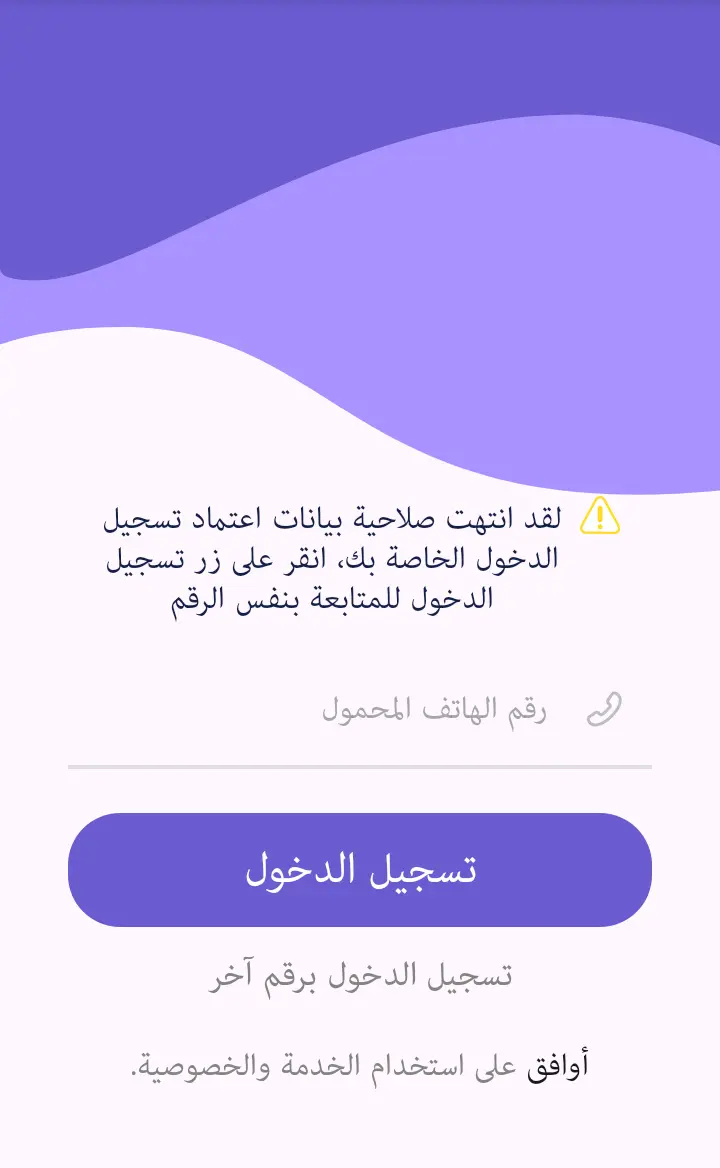 لقد انتهت صلاحية بيانات اعتماد تسجيل
الدخول الخاصة بك، انقر على زر تسجيل
الدخول للمتابعة بنفس الرقم
رقم الهاتف المحمول
تسجيل الدخول
تسجيل الدخول برقم آخر
أوافق على استخدام الخدمة والخصوصية.